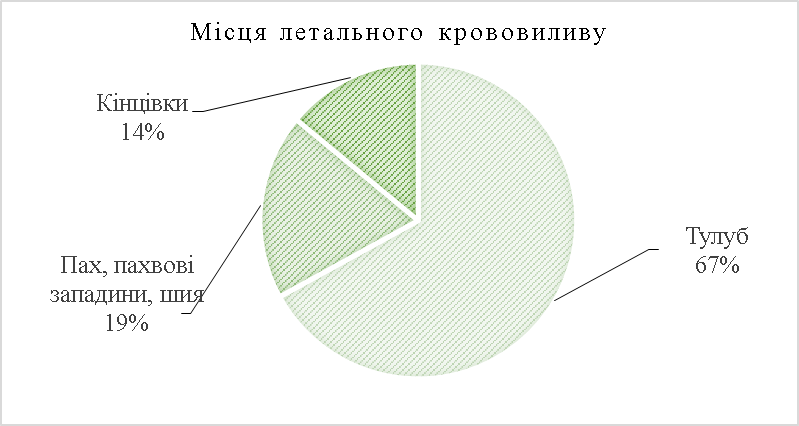 Місця летального крововиливу
Кінцівки
14%
Тулуб
67%
Пах, пахвові
западини, шия
19%